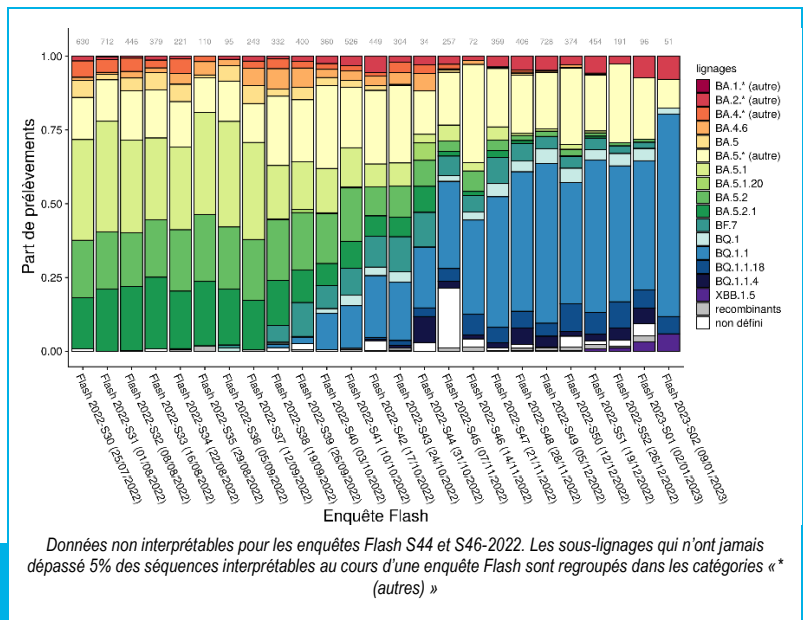 630 712 446 379 221 110 95 243 332 400 360 526 449 304 34 257 72 359 406 728 374 454 191 96 51
1.00
0.75
0.50
0.25
0.00
Part de prélèvements
Flash 2022-S30 (25/07/2022)
Flash 2022-S31 (01/08/2022)
Flash 2022-S32 (08/08/2022)
Flash 2022-S33 (16/08/2022)
Flash 2022-S34 (22/08/2022)
Flash 2022-S35 (29/08/2022)
Flash 2022-S36 (05/09/2022)
Flash 2022-S37 (12/09/2022)
Flash 2022-S38 (19/09/2022)
Flash 2022-S39 (26/09/2022)
Flash 2022-S40 (03/10/2022)
Flash 2022-S41 (10/10/2022)
Flash 2022-S42 (17/10/2022)
Flash 2022-S43 (24/10/2022)
Flash 2022-S44 (31/10/2022)
Flash 2022-S45 (07/11/2022)
Flash 2022-S46 (14/11/2022)
Flash 2022-S47 (21/11/2022)
Flash 2022-S48 (28/11/2022)
Flash 2022-S49 (05/12/2022)
Flash 2022-S50 (12/12/2022)
Flash 2022-S51 (19/12/2022)
Flash 2022-S52 (26/12/2022)
Flash 2023-S01 (02/01/2023)
Flash 2023-S02 (09/01/2023)
Enquête Flash
lignages
BA.1.* (autre)
BA.2.* (autre)
BA.4.* (autre)
BA.4.6
BA.5
BA.5.* (autre)
BA.5.1
BA.5.1.20
BA.5.2
BA.5.2.1
BF.7
BQ.1
BQ.1.1
BQ.1.1.18
BQ.1.1.4
XBB.1.5
recombinants
non défini
Données non interprétables pour les enquêtes Flash S44 et S46-2022. Les sous-lignages qui n'ont jamais
dépassé 5% des séquences interprétables au cours d'une enquête Flash sont regroupés dans les catégories «*
(autres) »